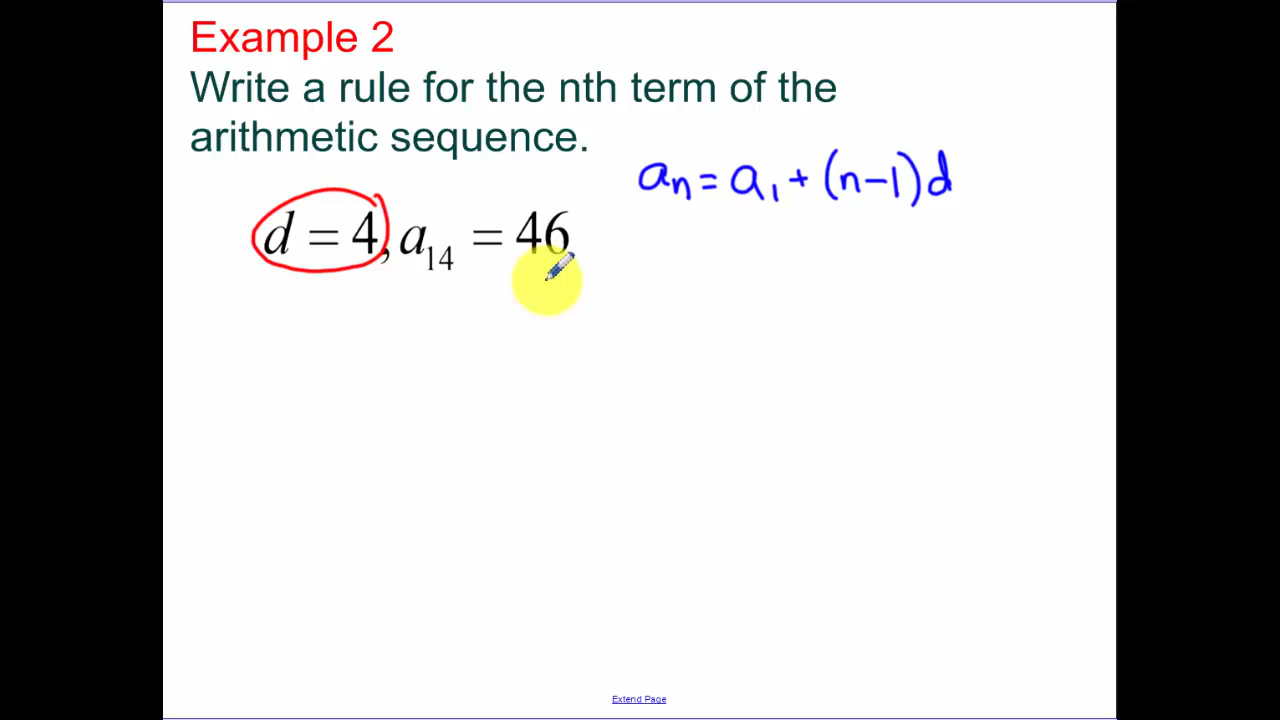 Example 2
Write a rule for the nth term of the
arithmetic sequence.
aₙ = a₁ + (n-1)d
d = 4, a₁₄ = 46
Extend Page